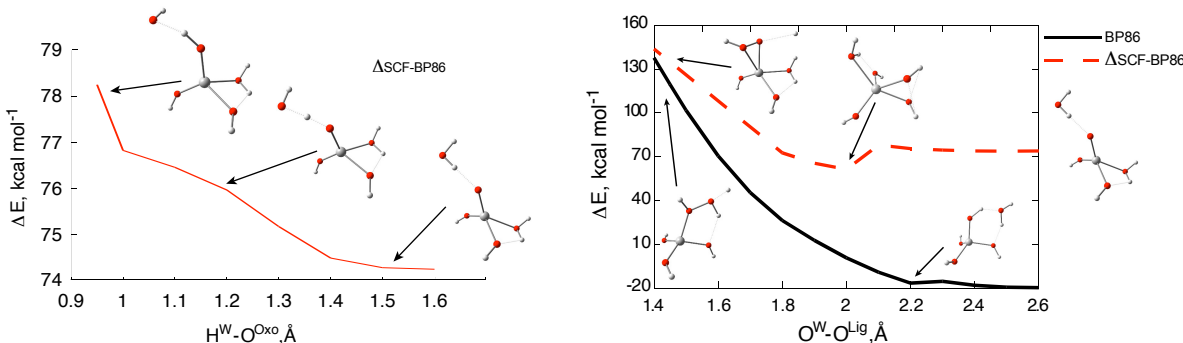 79
78
77
76
75
74
0.9 1 1.1 1.2 1.3 1.4 1.5 1.6
ΔE, kcal mol⁻¹
Hᵂ-Oᴼˣᵒ,Å
ΔSCF-BP86
160
130
100
70
40
10
-20
1.4 1.6 1.8 2 2.2 2.4 2.6
ΔE, kcal mol⁻¹
Oᵂ-Oᴸⁱᵍ,Å
BP86
ΔSCF-BP86